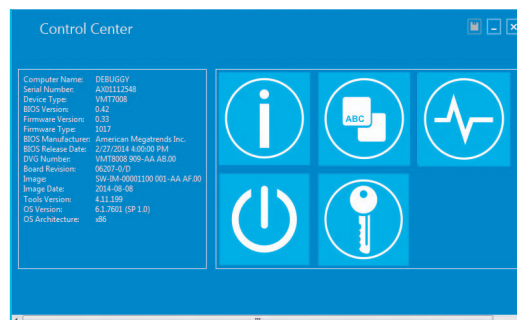 Control Center
Computer Name: DEBUGGY
Serial Number: AX01112548
Device Type: VMT7008
BIOS Version: 0.42
Firmware Version: 0.33
Firmware Type: 1017
BIOS Manufacturer: American Megatrends Inc.
BIOS Release Date: 2/27/2014 4:00:00 PM
DVG Number: VMT8008 909-AA AB.00
Board Revision: 06207-0/D
Image: SW-IM-00001100 001-AA AF.00
Image Date: 2014-08-08
Tools Version: 4.11.199
OS Version: 6.1.7601 (SP 1.0)
OS Architecture: x86
ABC